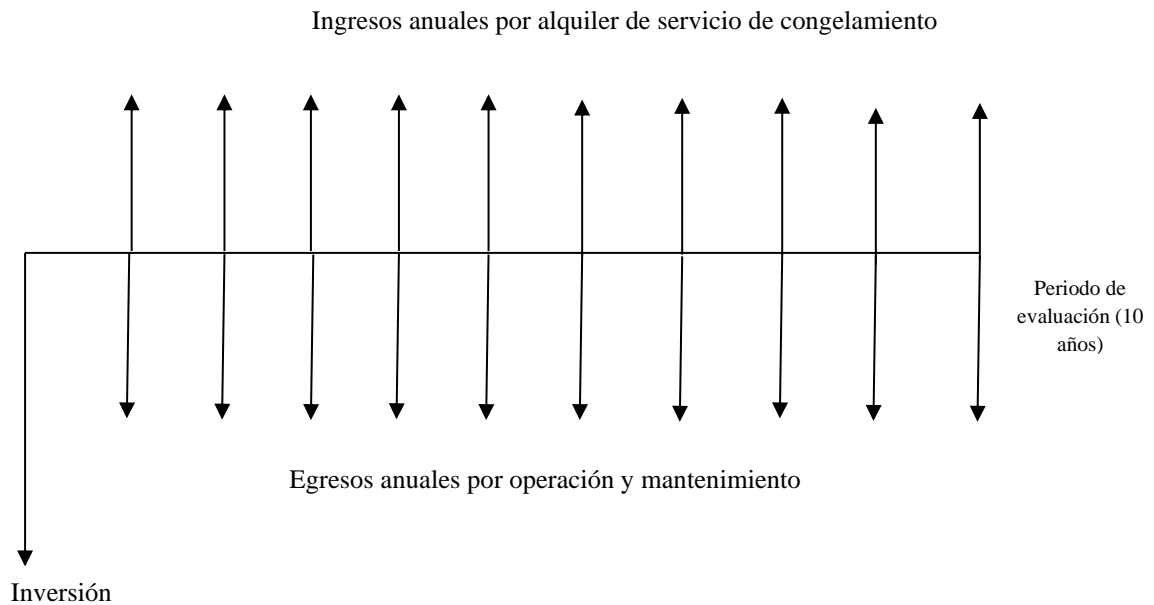 Ingresos anuales por alquiler de servicio de congelamiento
Periodo de
evaluación (10
años)
Egresos anuales por operación y mantenimiento
Inversión